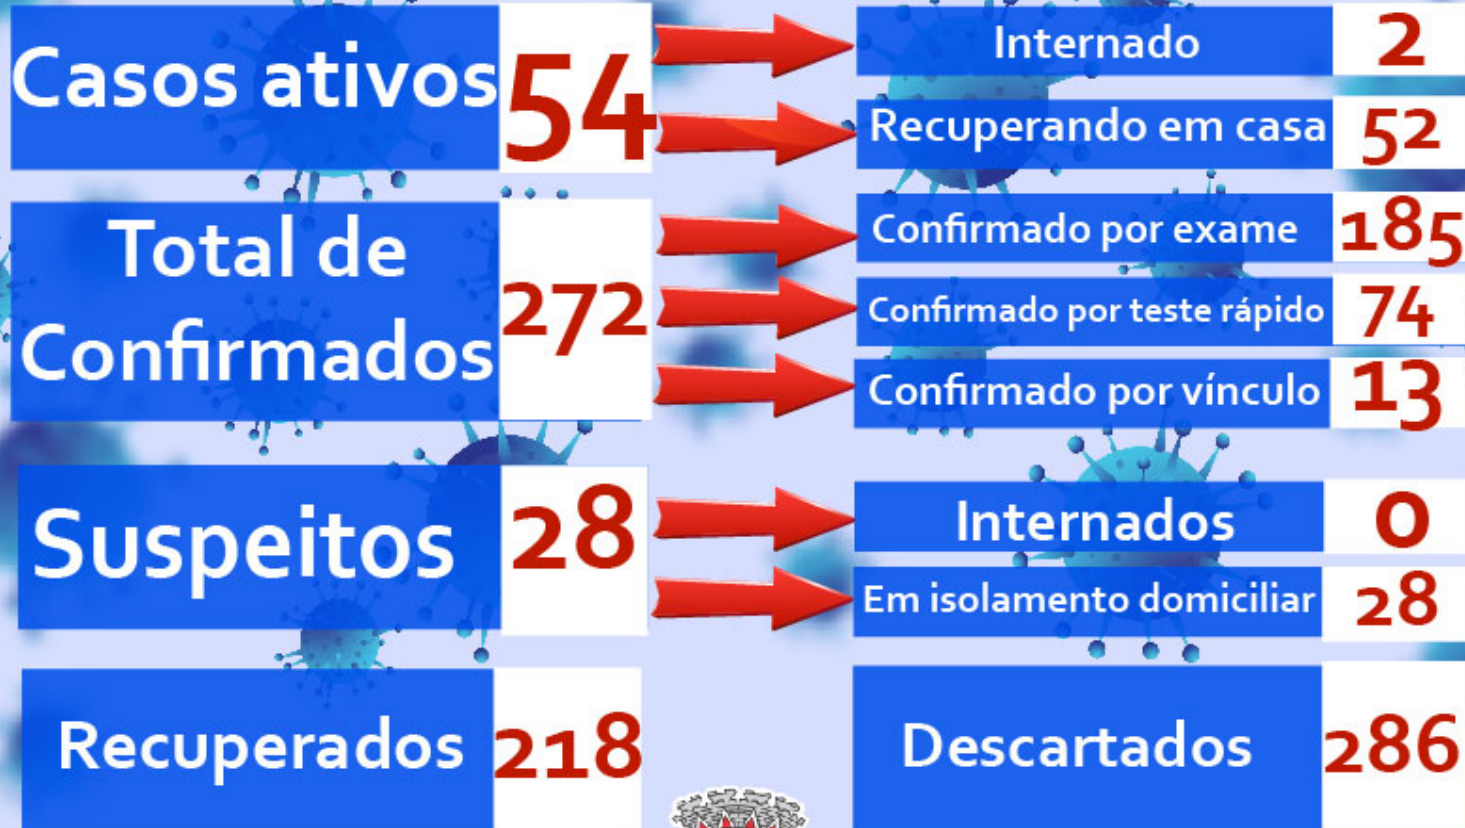 Casos ativos 54
Internado 2
Recuperando em casa 52
Total de
Confirmados 272
Confirmado por exame 185
Confirmado por teste rápido 74
Confirmado por vínculo 13
Suspeitos 28
Internados 0
Em isolamento domiciliar 28
Recuperados 218
Descartados 286